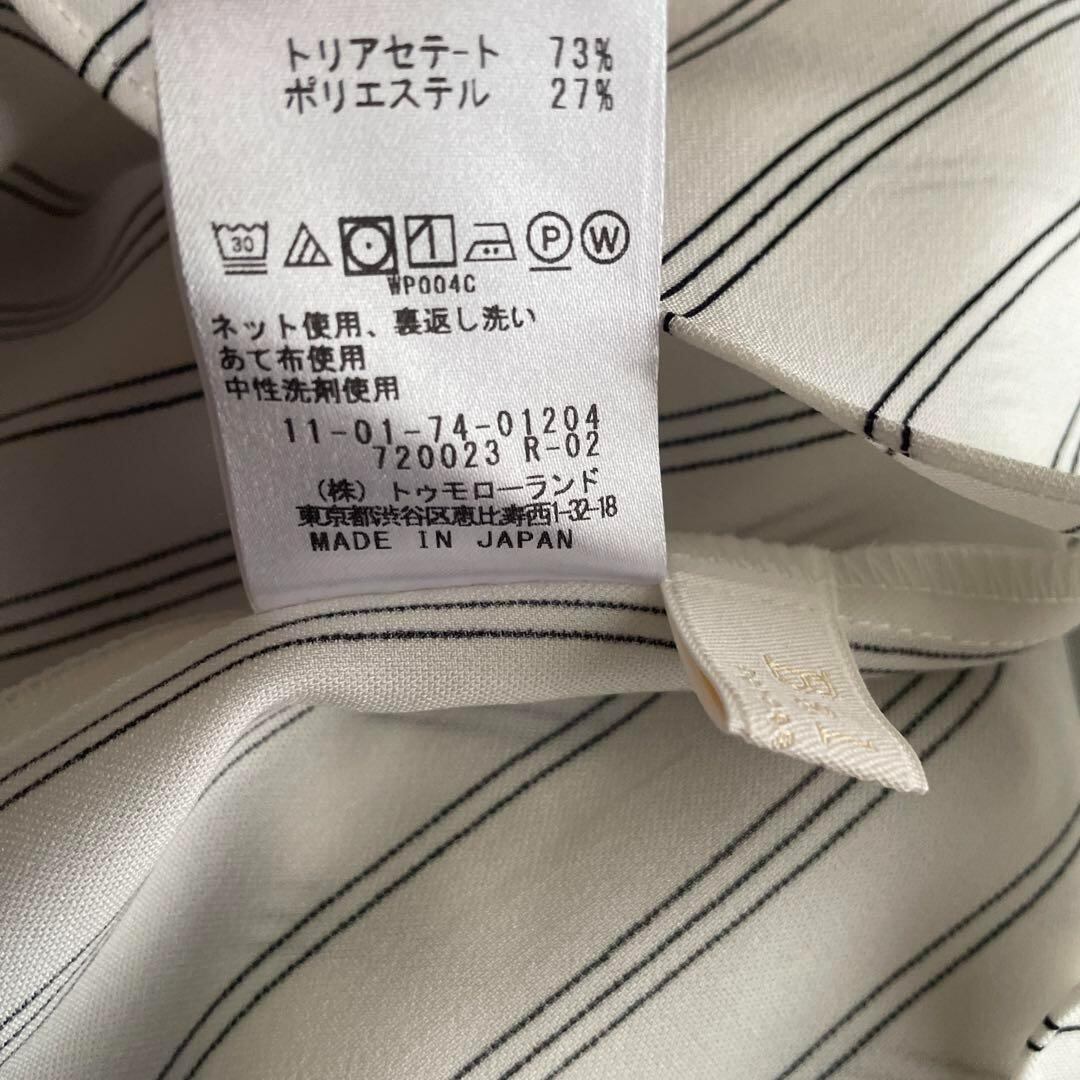 トリアセテート 73%
ポリエステル 27%
30 P W
WP004C
ネット使用、裏返し洗い
あて布使用
中性洗剤使用
11-01-74-01204
720023 R-02
(株) トゥモローランド
東京都渋谷区恵比寿西1-32-18
MADE IN JAPAN